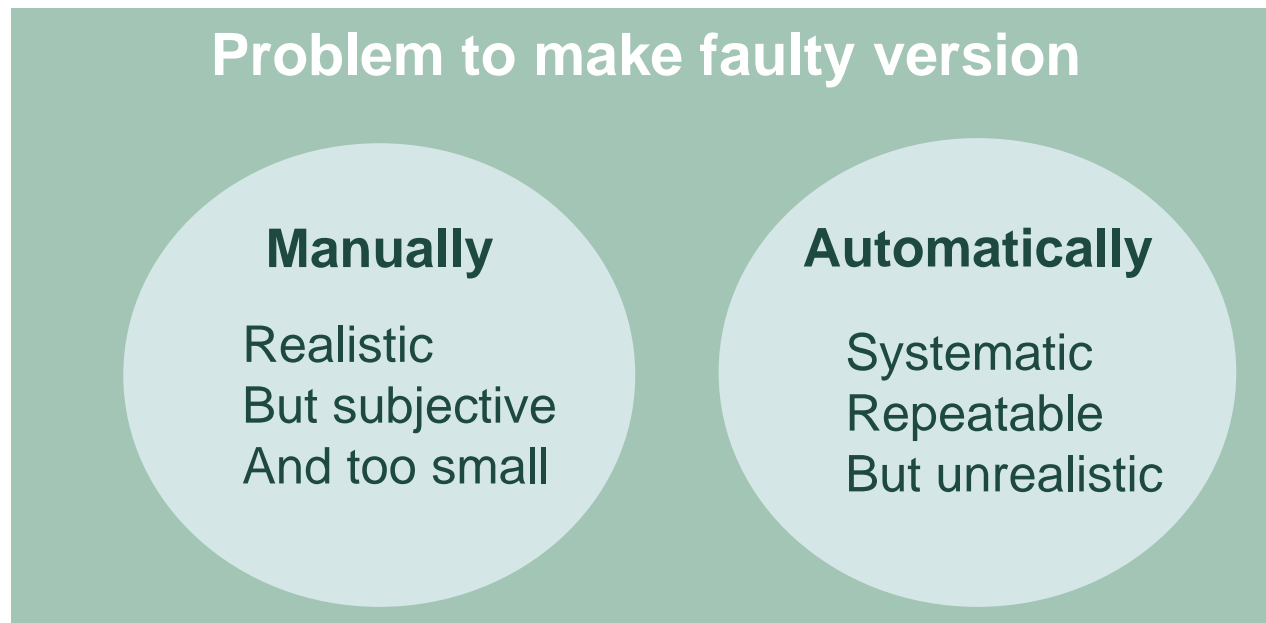 Problem to make faulty version
Manually
Realistic
But subjective
And too small
Automatically
Systematic
Repeatable
But unrealistic